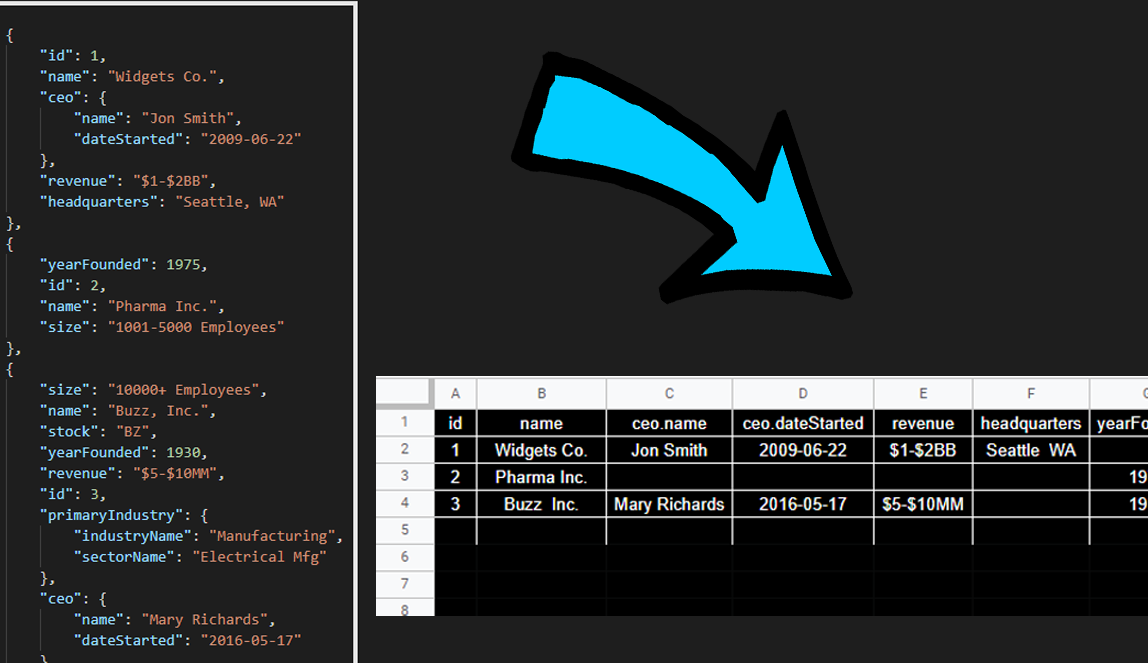 {
"id": 1,
"name": "Widgets Co.",
"ceo": {
"name": "Jon Smith",
"dateStarted": "2009-06-22"
},
"revenue": "$1-$2BB",
"headquarters": "Seattle, WA"
},
{
"yearFounded": 1975,
"id": 2,
"name": "Pharma Inc.",
"size": "1001-5000 Employees"
},
{
"size": "10000+ Employees",
"name": "Buzz, Inc.",
"stock": "BZ",
"yearFounded": 1930,
"revenue": "$5-$10MM",
"id": 3,
"primaryIndustry": {
"industryName": "Manufacturing",
"sectorName": "Electrical Mfg"
},
"ceo": {
"name": "Mary Richards",
"dateStarted": "2016-05-17"
}
A B C D E F
1 id name ceo.name ceo.dateStarted revenue headquarters yearFo
2 1 Widgets Co. Jon Smith 2009-06-22 $1-$2BB Seattle WA
3 2 Pharma Inc. 19
4 3 Buzz Inc. Mary Richards 2016-05-17 $5-$10MM 19
5
6
7
8